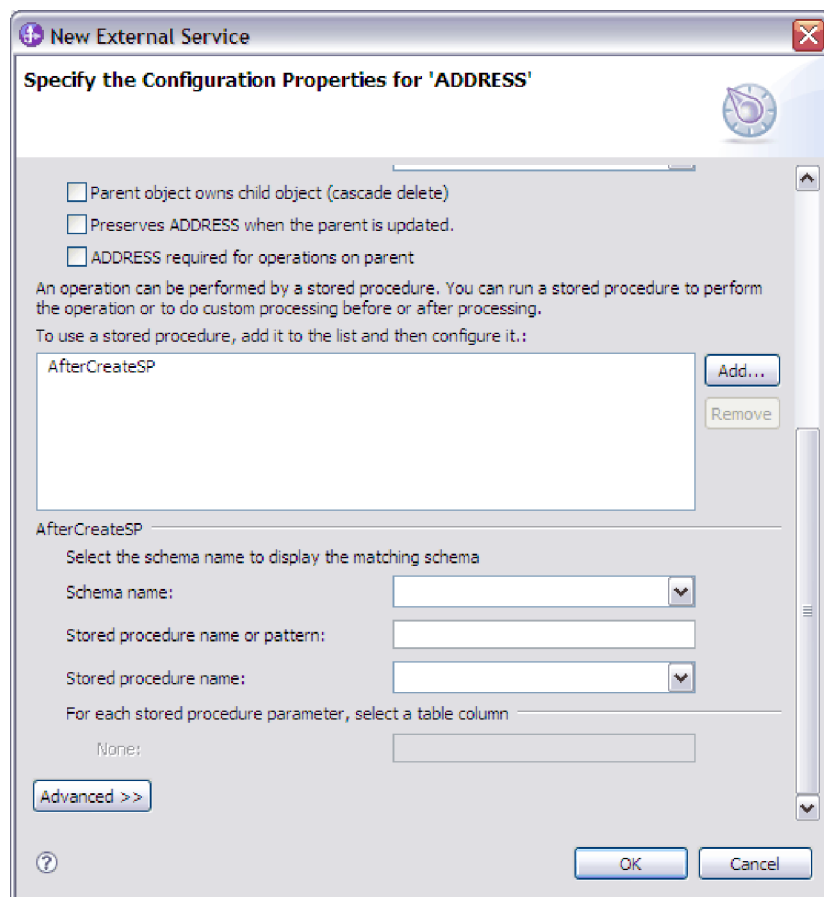 New External Service
Specify the Configuration Properties for 'ADDRESS'
Parent object owns child object (cascade delete)
Preserves ADDRESS when the parent is updated.
ADDRESS required for operations on parent
An operation can be performed by a stored procedure. You can run a stored procedure to perform
the operation or to do custom processing before or after processing.
To use a stored procedure, add it to the list and then configure it.:
AfterCreateSP
Add...
Remove
AfterCreateSP
Select the schema name to display the matching schema
Schema name:
Stored procedure name or pattern:
Stored procedure name:
For each stored procedure parameter, select a table column
None:
Advanced >>
?
OK
Cancel